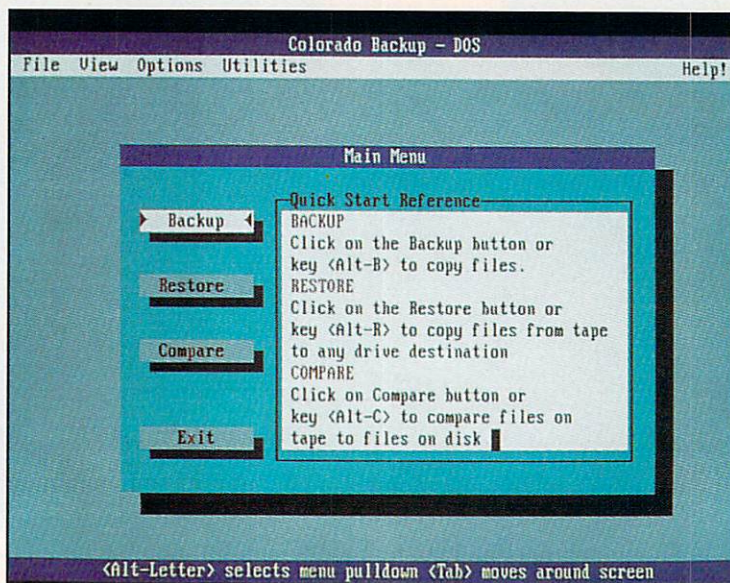 Colorado Backup - DOS
File View Options Utilities Help!
Main Menu
Quick Start Reference
Backup
BACKUP
Click on the Backup button or
key <Alt-B> to copy files.
Restore
RESTORE
Click on the Restore button or
key <Alt-R> to copy files from tape
Compare
to any drive destination
COMPARE
Click on Compare button or
key <Alt-C> to compare files on
Exit
tape to files on disk
<Alt-Letter> selects menu pulldown <Tab> moves around screen